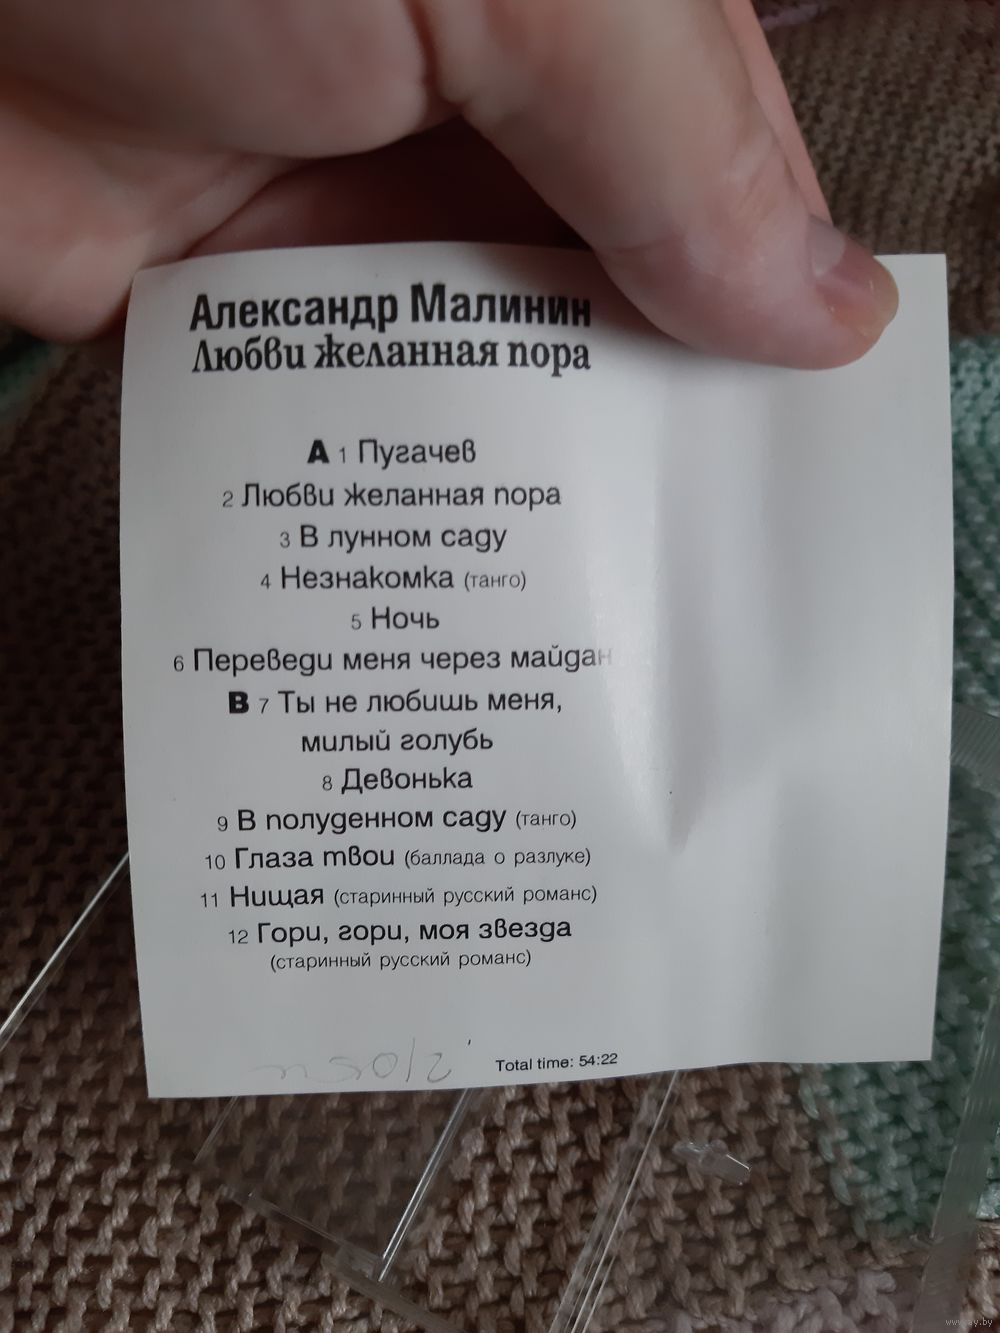 Александр Малинин
Любви желанная пора
А 1 Пугачев
2 Любви желанная пора
3 В лунном саду
4 Незнакомка (танго)
5 Ночь
6 Переведи меня через майдан
В 7 Ты не любишь меня,
милый голубь
8 Девонька
9 В полуденном саду (танго)
10 Глаза твои (баллада о разлуке)
11 Нищая (старинный русский романс)
12 Гори, гори, моя звезда
(старинный русский романс)
Total time: 54:22
www.ay.by